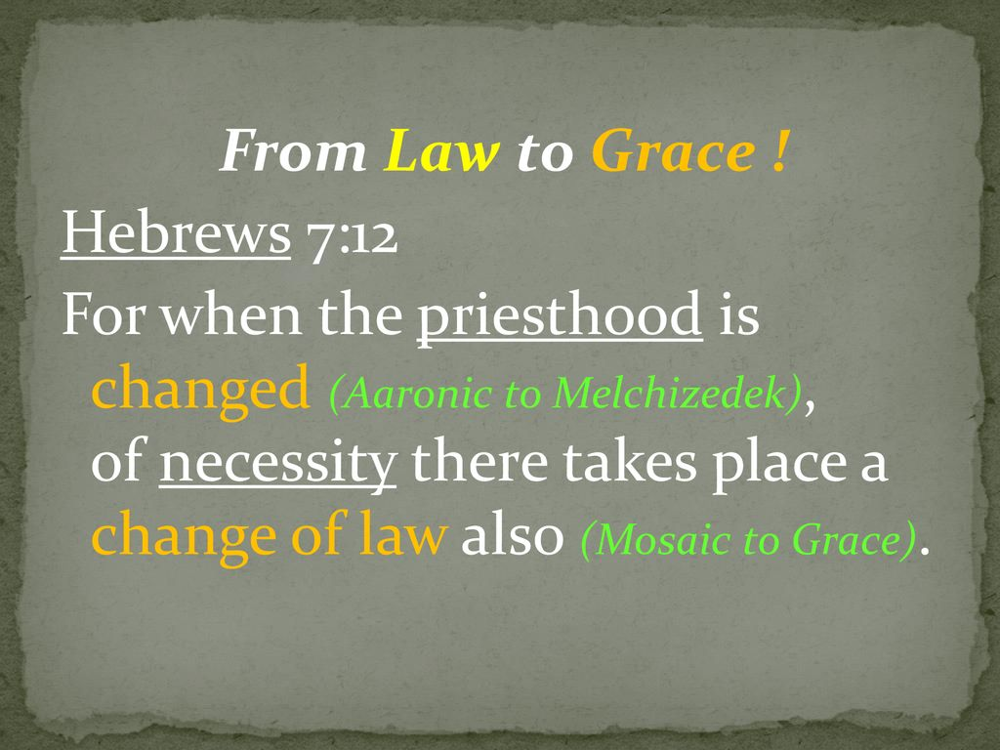 From Law to Grace !
Hebrews 7:12
For when the priesthood is
changed (Aaronic to Melchizedek),
of necessity there takes place a
change of law also (Mosaic to Grace).